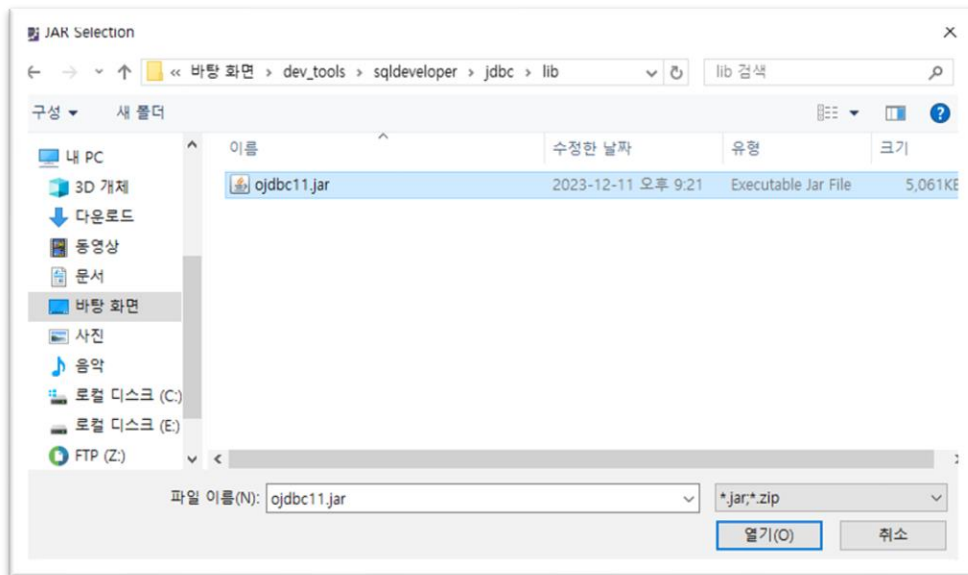 JAR Selection
« 바탕 화면 > dev_tools > sqldeveloper > jdbc > lib
lib 검색
구성
새 폴더
이름 수정한 날짜 유형 크기
내 PC
3D 개체
다운로드
동영상
문서
바탕 화면
사진
음악
로컬 디스크 (C:)
로컬 디스크 (E:)
FTP (Z:)
ojdbc11.jar 2023-12-11 오후 9:21 Executable Jar File 5,061KB
파일 이름(N): ojdbc11.jar
*.jar;*.zip
열기(O) 취소